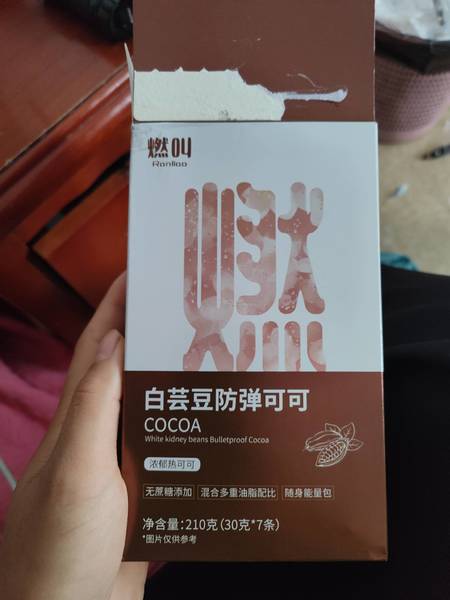 燃叫
Ranjiao
燃
白芸豆防弹可可
COCOA
White kidney beans Bulletproof Cocoa
浓郁热可可
无蔗糖添加 混合多重油脂配比 随身能量包
净含量:210克(30克*7条)
*图片仅供参考